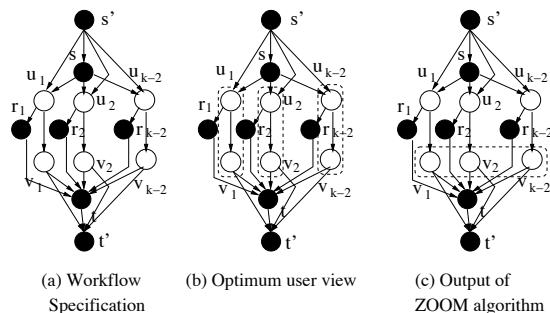 s' s' s'
s s s
u 1 u k−2 u 1 u k−2 u 1 u k−2
u 2 u 2 u 2
r 1 r 2 r k−2 r 1 r 2 r k−2 r 1 r 2 r k−2
v 1 v 2 v k−2 v 1 v 2 v k−2 v 1 v 2 v k−2
t t t
t' t' t'
(a) Workflow (b) Optimum user view (c) Output of
Specification ZOOM algorithm